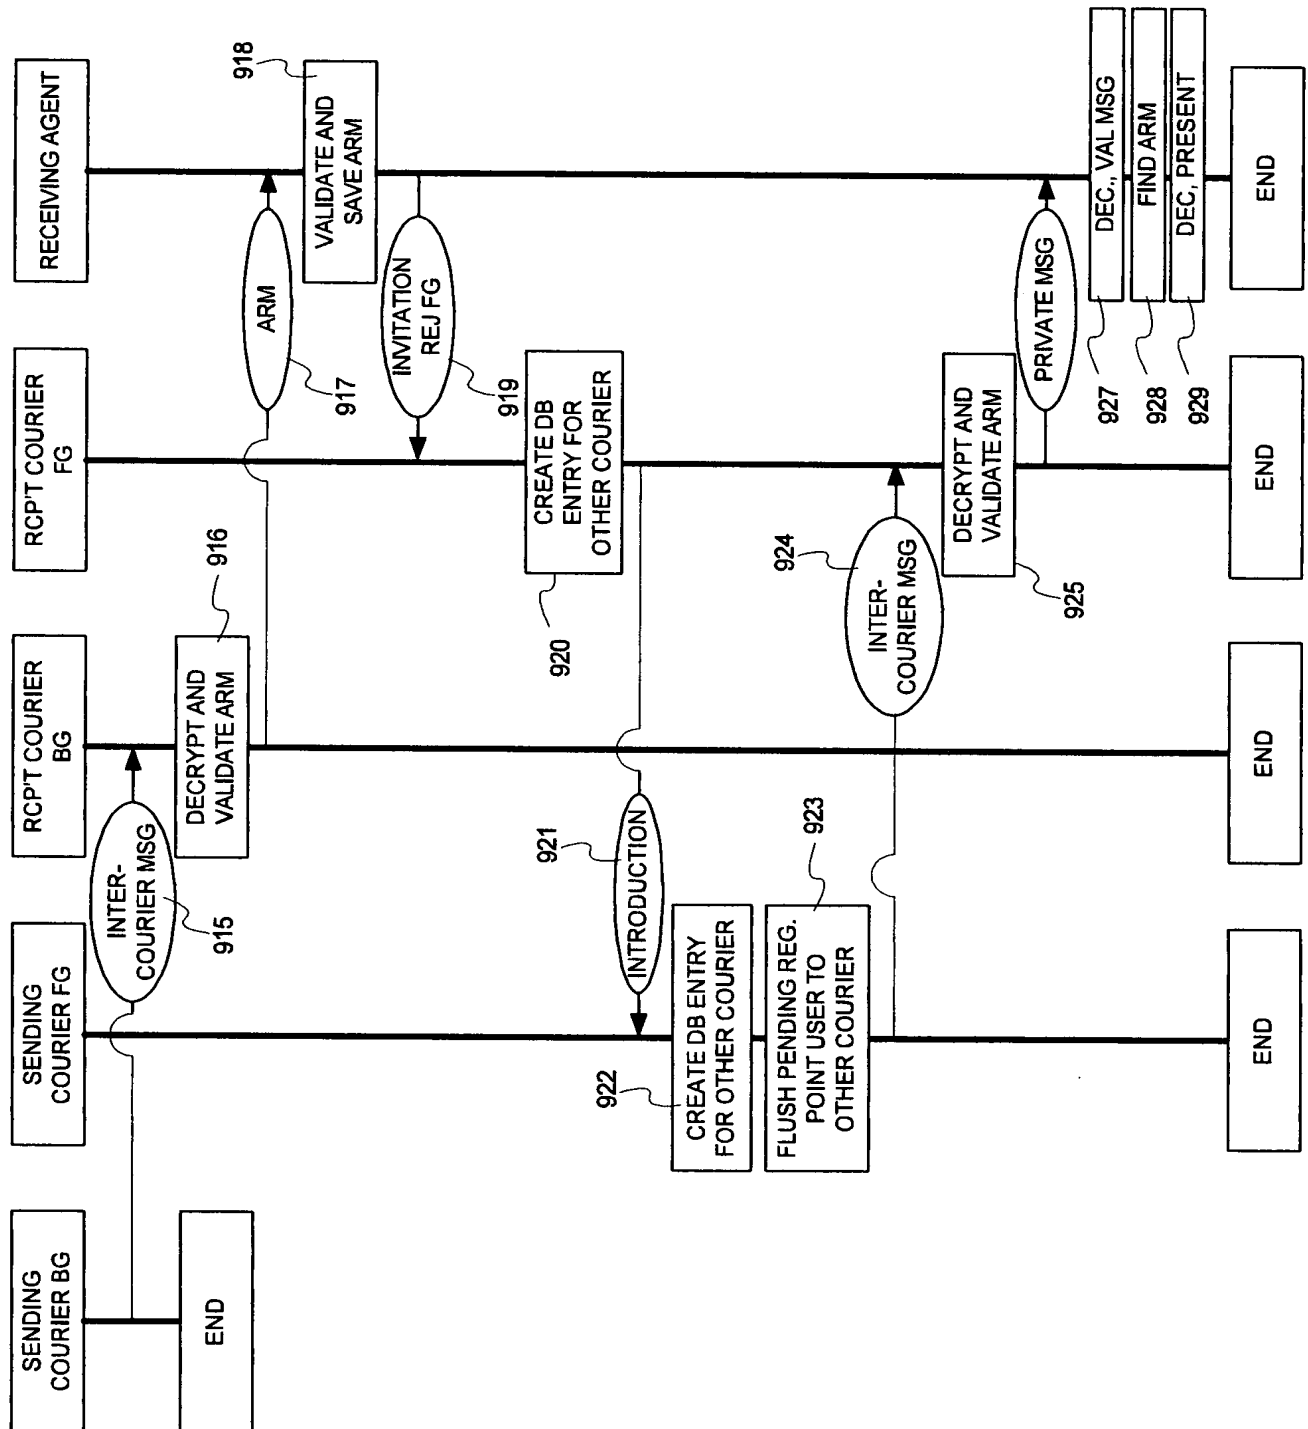 SENDING
COURIER BG
SENDING
COURIER FG
RCP'T COURIER
BG
RCP'T COURIER
FG
RECEIVING AGENT
INTER-
COURIER MSG
915
END
DECRYPT AND
VALIDATE ARM
916
ARM
917
VALIDATE AND
SAVE ARM
918
INVITATION
REJ FG
919
CREATE DB
ENTRY FOR
OTHER COURIER
920
INTRODUCTION
921
CREATE DB ENTRY
FOR OTHER COURIER
922
FLUSH PENDING REG.
POINT USER TO
OTHER COURIER
923
INTER-
COURIER MSG
924
DECRYPT AND
VALIDATE ARM
925
PRIVATE MSG
DEC., VAL MSG
927
FIND ARM
928
DEC, PRESENT
929
END
END
END
END